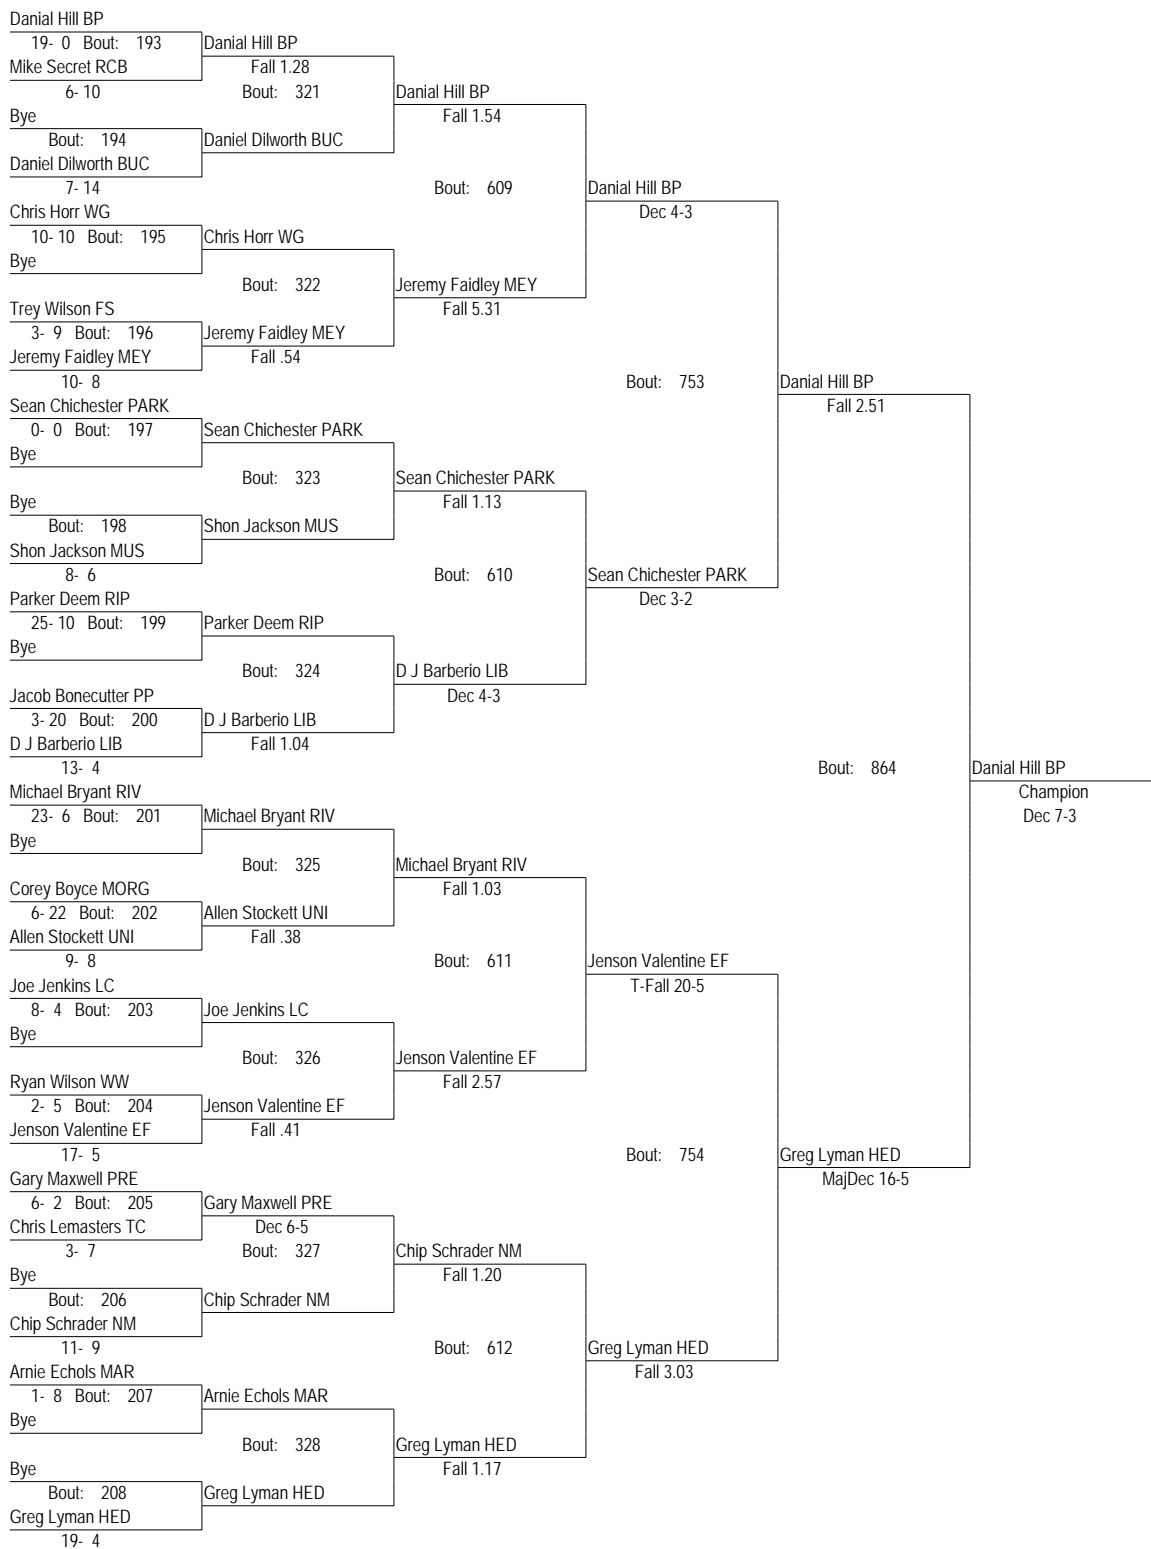 Danial Hill BP
19- 0 Bout: 193
Danial Hill BP
Mike Secret RCB
Fall 1.28
6- 10
Bout: 321
Danial Hill BP
Bye
Fall 1.54
Bout: 194
Daniel Dilworth BUC
Daniel Dilworth BUC
7- 14
Bout: 609
Danial Hill BP
Chris Horr WG
Dec 4-3
10- 10 Bout: 195
Chris Horr WG
Bye
Bout: 322
Jeremy Faidley MEY
Trey Wilson FS
Fall 5.31
3- 9 Bout: 196
Jeremy Faidley MEY
Jeremy Faidley MEY
Fall .54
10- 8
Bout: 753
Danial Hill BP
Sean Chichester PARK
Fall 2.51
0- 0 Bout: 197
Sean Chichester PARK
Bye
Bout: 323
Sean Chichester PARK
Bye
Fall 1.13
Bout: 198
Shon Jackson MUS
Shon Jackson MUS
8- 6
Bout: 610
Sean Chichester PARK
Parker Deem RIP
Dec 3-2
25- 10 Bout: 199
Parker Deem RIP
Bye
Bout: 324
D J Barberio LIB
Jacob Bonecutter PP
Dec 4-3
3- 20 Bout: 200
D J Barberio LIB
D J Barberio LIB
Fall 1.04
13- 4
Bout: 864
Danial Hill BP
Michael Bryant RIV
Champion
23- 6 Bout: 201
Michael Bryant RIV
Dec 7-3
Bye
Bout: 325
Michael Bryant RIV
Corey Boyce MORG
Fall 1.03
6- 22 Bout: 202
Allen Stockett UNI
Allen Stockett UNI
Fall .38
9- 8
Bout: 611
Jenson Valentine EF
Joe Jenkins LC
T-Fall 20-5
8- 4 Bout: 203
Joe Jenkins LC
Bye
Bout: 326
Jenson Valentine EF
Ryan Wilson WW
Fall 2.57
2- 5 Bout: 204
Jenson Valentine EF
Jenson Valentine EF
Fall .41
17- 5
Bout: 754
Greg Lyman HED
Gary Maxwell PRE
MajDec 16-5
6- 2 Bout: 205
Gary Maxwell PRE
Chris Lemasters TC
Dec 6-5
3- 7
Bout: 327
Chip Schrader NM
Bye
Fall 1.20
Bout: 206
Chip Schrader NM
Chip Schrader NM
11- 9
Bout: 612
Greg Lyman HED
Arnie Echols MAR
Fall 3.03
1- 8 Bout: 207
Arnie Echols MAR
Bye
Bout: 328
Greg Lyman HED
Bye
Fall 1.17
Bout: 208
Greg Lyman HED
Greg Lyman HED
19- 4